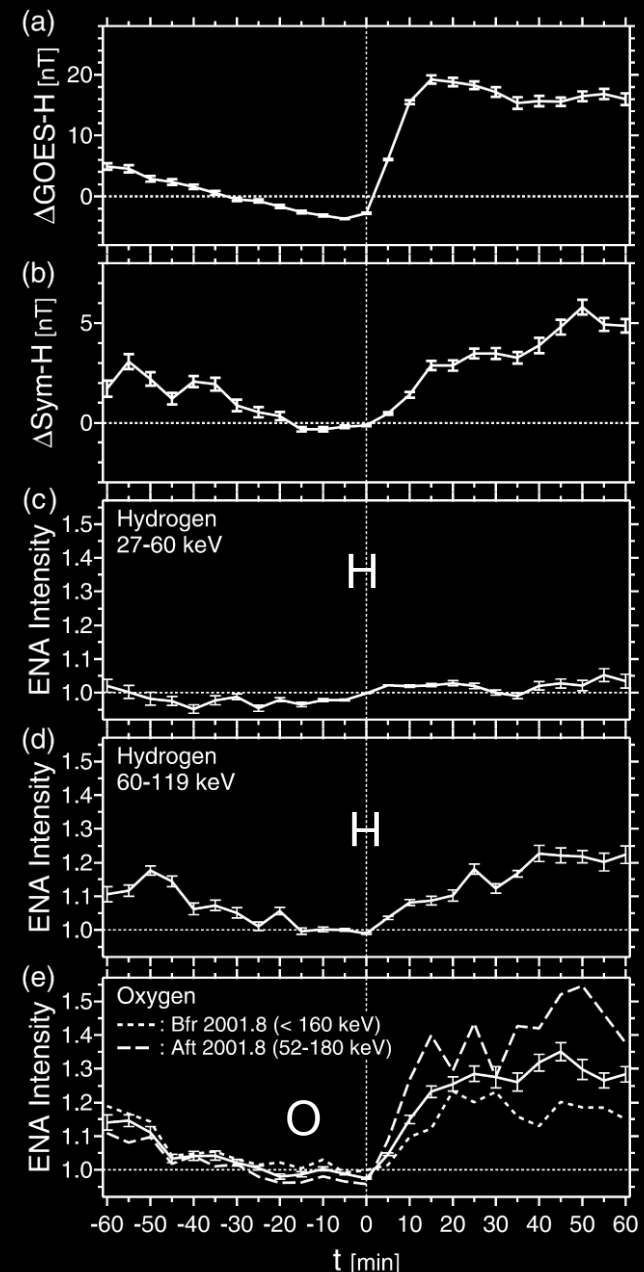 (a)
ΔGOES-H [nT]
20
10
0
(b)
ΔSym-H [nT]
5
0
(c)
ENA Intensity
1.5
1.4
1.3
1.2
1.1
1.0
Hydrogen
27-60 keV
H
(d)
ENA Intensity
1.5
1.4
1.3
1.2
1.1
1.0
Hydrogen
60-119 keV
H
(e)
ENA Intensity
1.5
1.4
1.3
1.2
1.1
1.0
Oxygen
: Bfr 2001.8 (< 160 keV)
: Aft 2001.8 (52-180 keV)
O
-60 -50 -40 -30 -20 -10 0 10 20 30 40 50 60
t [min]